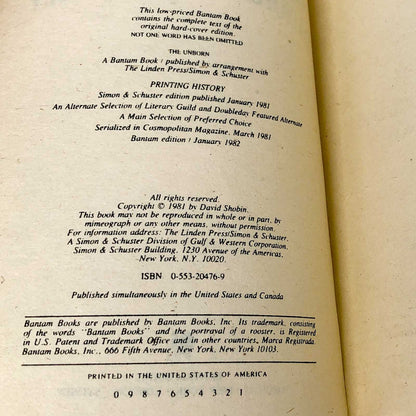 This low-priced Bantam Book
contains the complete text of the
original hard-cover edition.
NOT ONE WORD HAS BEEN OMITTED
THE UNBORN
A Bantam Book / published by arrangement with
The Linden Press/Simon & Schuster
PRINTING HISTORY
Simon & Schuster edition published January 1981
An Alternate Selection of Literary Guild and Doubleday Featured Alternate
A Main Selection of Preferred Choice
Serialized in Cosmopolitan Magazine, March 1981
Bantam edition / January 1982
All rights reserved.
Copyright © 1981 by David Shobin.
This book may not be reproduced in whole or in part, by
mimeograph or any other means, without permission.
For information address: The Linden Press/Simon & Schuster,
A Simon & Schuster Division of Gulf & Western Corporation,
Simon & Schuster Building, 1230 Avenue of the Americas,
New York, N.Y. 10020.
ISBN 0-553-20476-9
Published simultaneously in the United States and Canada
Bantam Books are published by Bantam Books, Inc. Its trademark, consisting
of the words "Bantam Books" and the portrayal of a rooster, is Registered
in U.S. Patent and Trademark Office and in other countries, Marca Registrada.
Bantam Books, Inc., 666 Fifth Avenue, New York, New York 10103.
PRINTED IN THE UNITED STATES OF AMERICA
0 9 8 7 6 5 4 3 2 1